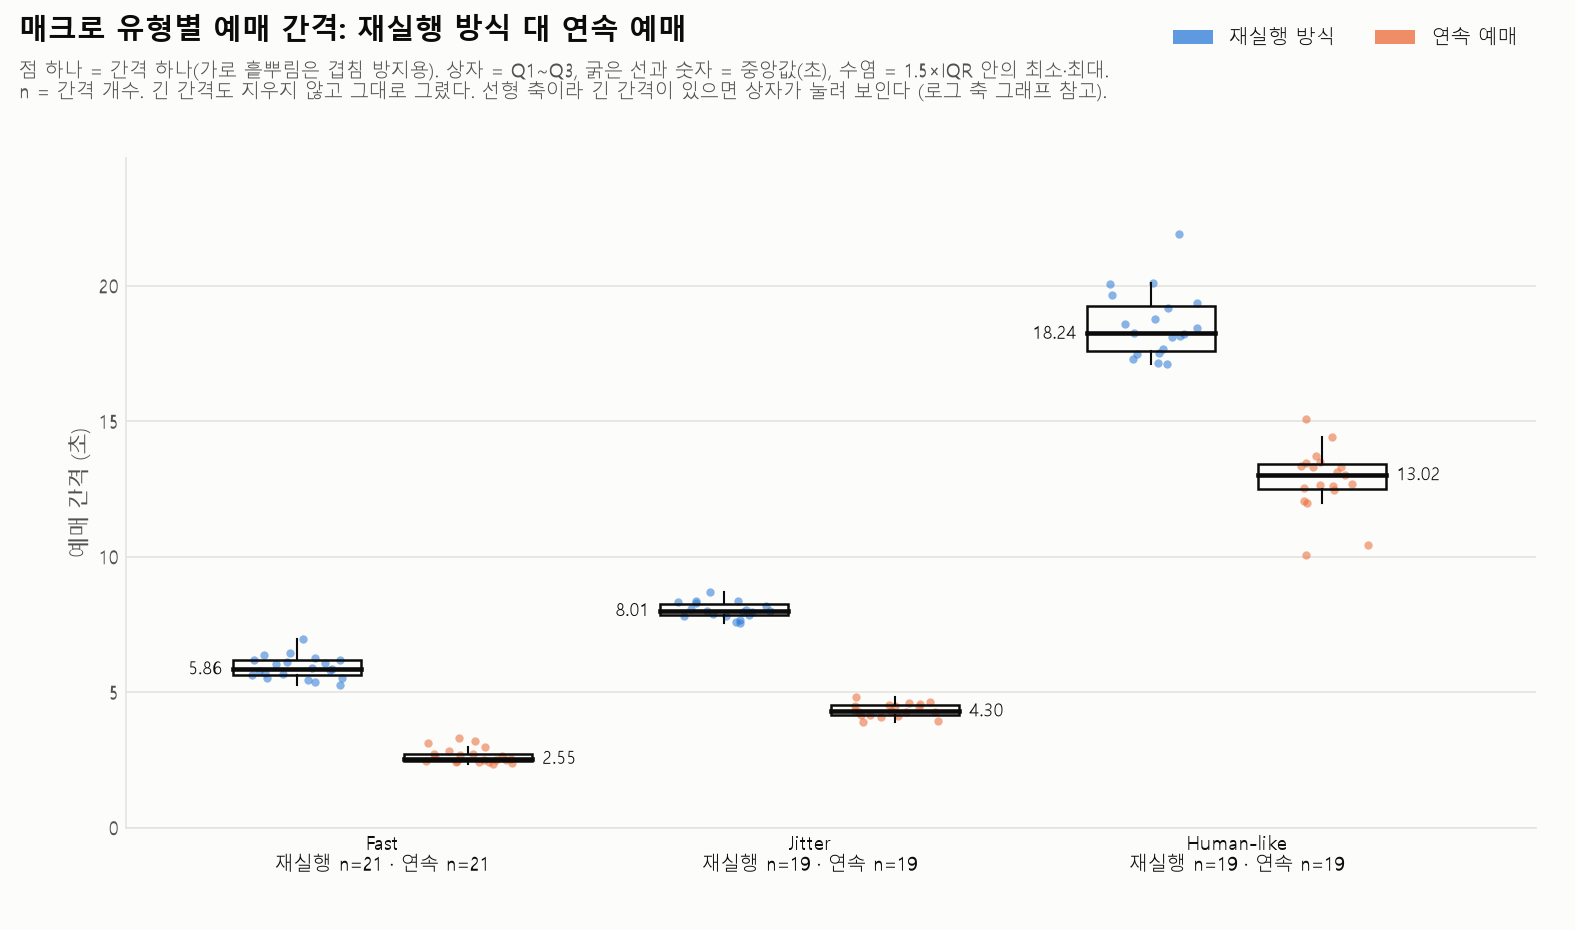 매크로 유형별 예매 간격: 재실행 방식 대 연속 예매
재실행 방식
연속 예매
점 하나 = 간격 하나(가로 흩뿌림은 겹침 방지용). 상자 = Q1~Q3, 굵은 선과 숫자 = 중앙값(초), 수염 = 1.5×IQR 안의 최소·최대.
n = 간격 개수. 긴 간격도 지우지 않고 그대로 그렸다. 선형 축이라 긴 간격이 있으면 상자가 눌려 보인다 (로그 축 그래프 참고).
예매 간격 (초)
20
15
10
5
0
5.86
2.55
8.01
4.30
18.24
13.02
Fast
재실행 n=21 · 연속 n=21
Jitter
재실행 n=19 · 연속 n=19
Human-like
재실행 n=19 · 연속 n=19